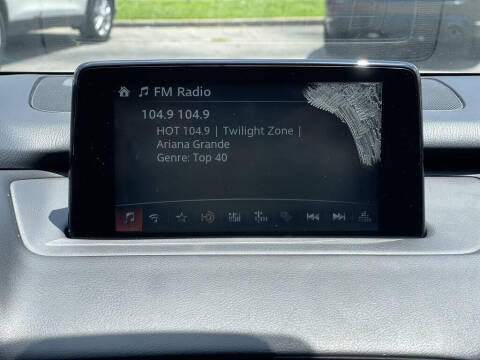 FM Radio
104.9 104.9
HOT 104.9 | Twilight Zone |
Ariana Grande
Genre: Top 40